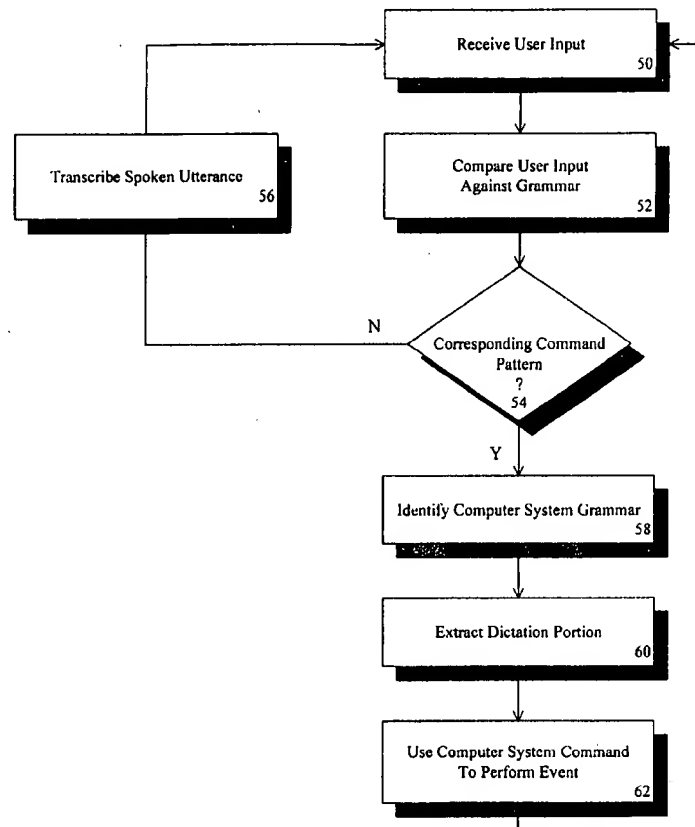 Receive User Input
50
Transcribe Spoken Utterance
56
Compare User Input
Against Grammar
52
N
Corresponding Command
Pattern
?
54
Y
Identify Computer System Grammar
58
Extract Dictation Portion
60
Use Computer System Command
To Perform Event
62